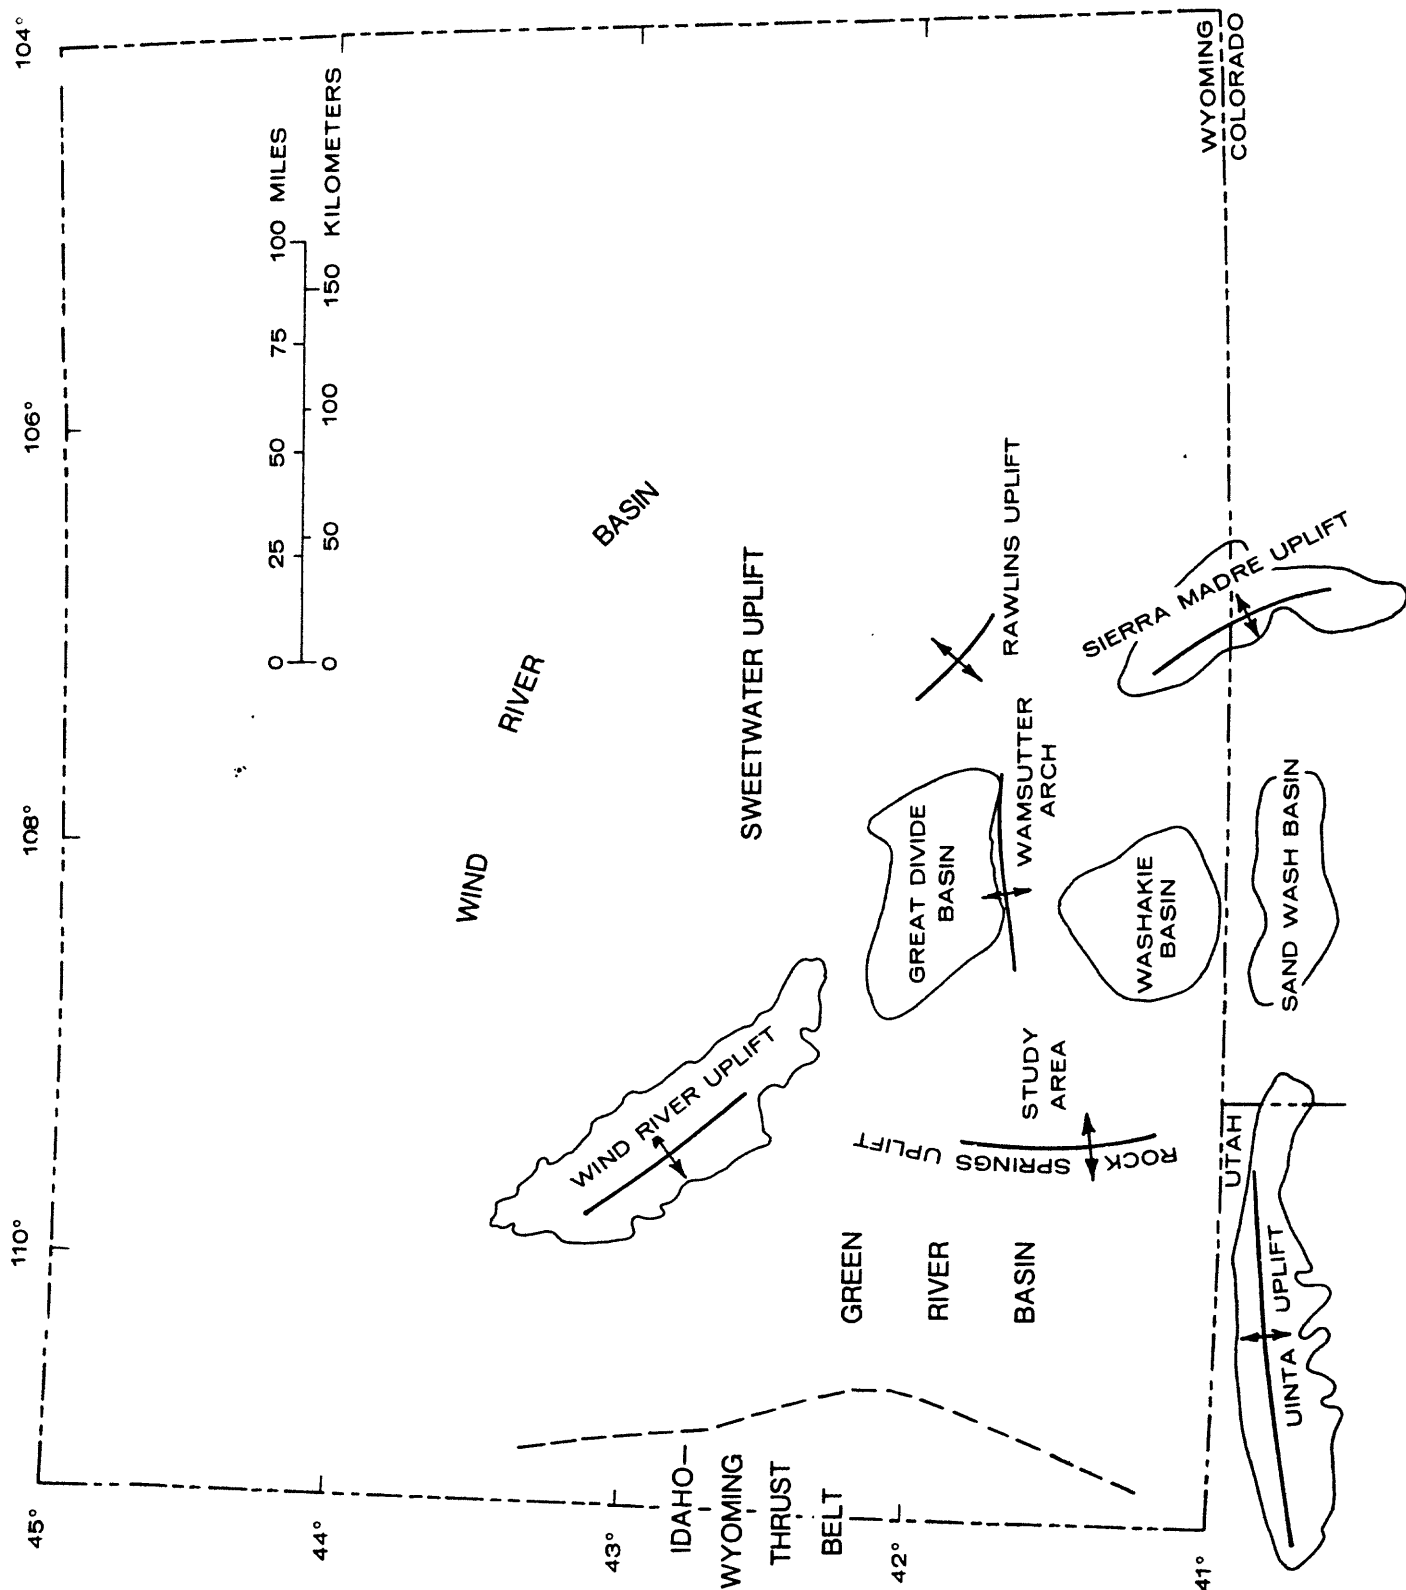 45°
44°
43°
42°
41°
110°
108°
106°
104°
0 25 50 75 100 MILES
0 50 100 150 KILOMETERS
WIND
RIVER
BASIN
WIND RIVER UPLIFT
SWEETWATER UPLIFT
IDAHO—
WYOMING
THRUST
BELT
GREEN
RIVER
BASIN
ROCK
SPRINGS
UPLIFT
STUDY
AREA
GREAT DIVIDE
BASIN
WAMSUTTER
ARCH
RAWLINS UPLIFT
WASHAKIE
BASIN
SIERRA MADRE UPLIFT
WYOMING
COLORADO
UTAH
UINTA UPLIFT
SAND WASH BASIN